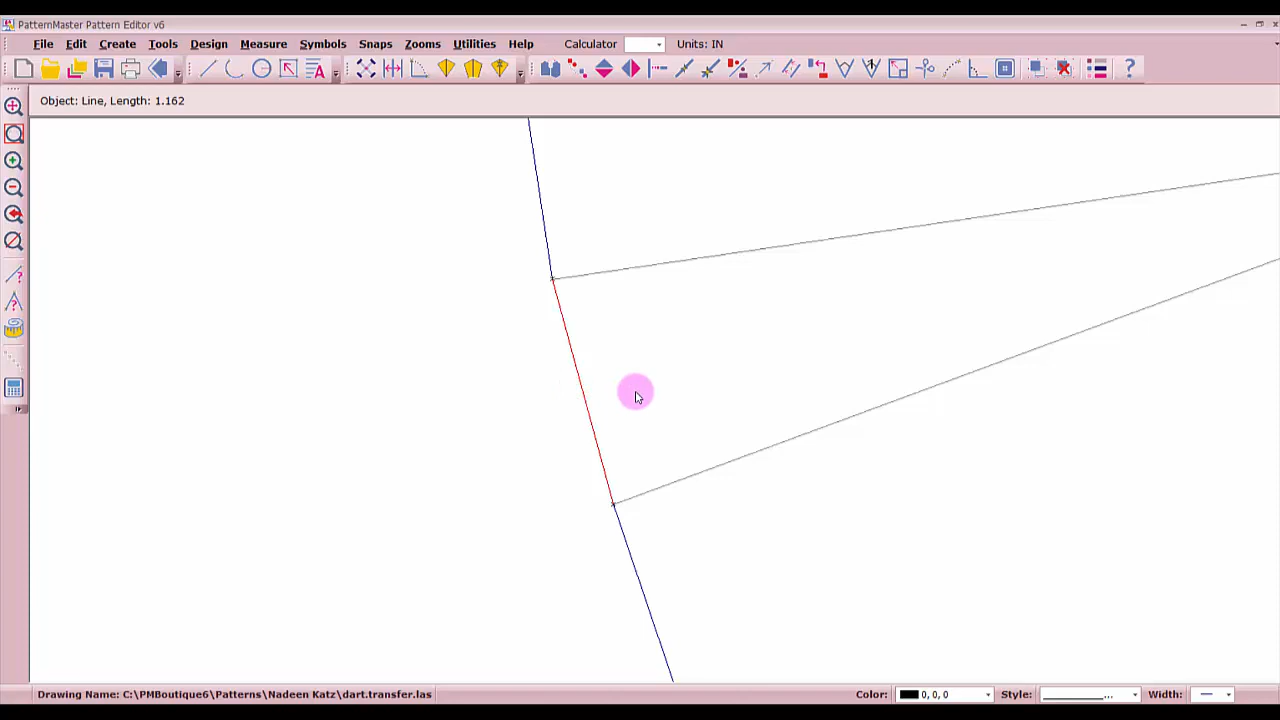 PatternMaster Pattern Editor v6
File Edit Create Tools Design Measure Symbols Snaps Zooms Utilities Help Calculator Units: IN
Object: Line, Length: 1.162
Drawing Name: C:\PMBoutique6\Patterns\Nadeen Katz\dart.transfer.las Color: 0, 0, 0 Style: ... Width: